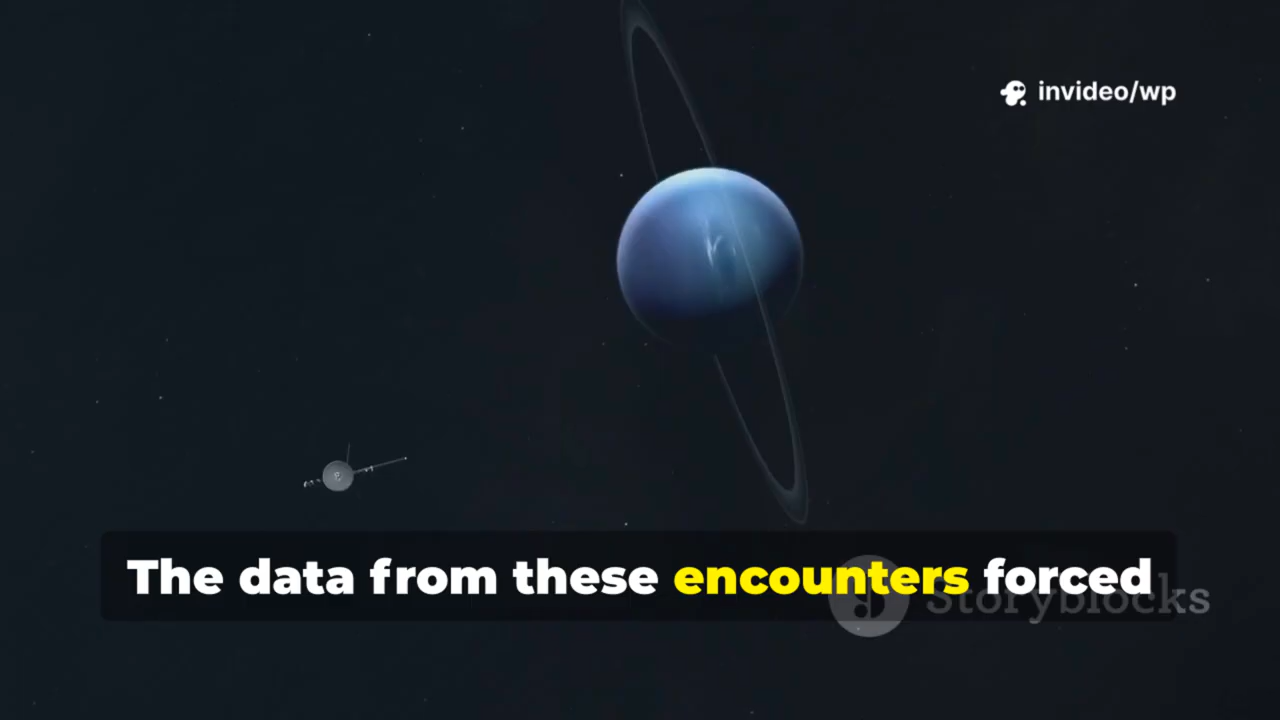 invideo/wp
The data from these encounters forced
Storyblocks